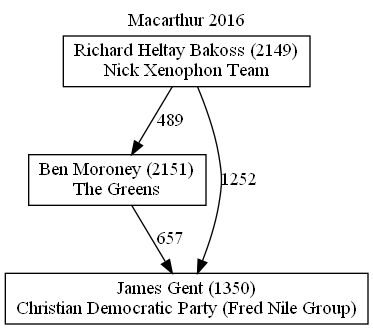 Macarthur 2016
Richard Heltay Bakoss (2149)
Nick Xenophon Team
489
Ben Moroney (2151)
The Greens
1252
657
James Gent (1350)
Christian Democratic Party (Fred Nile Group)